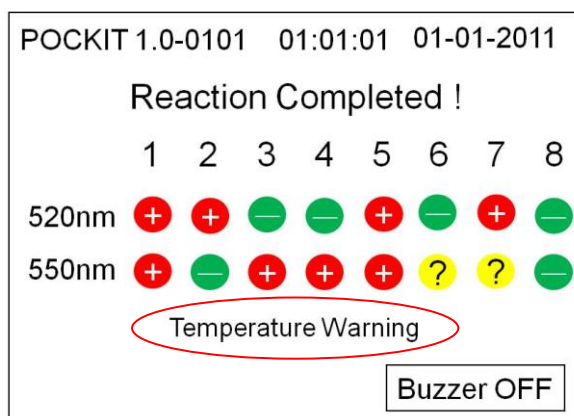 POCKIT 1.0-0101 01:01:01 01-01-2011
Reaction Completed !
1 2 3 4 5 6 7 8
520nm + + — — + — + —
550nm + — + + + ? ? —
Temperature Warning
Buzzer OFF